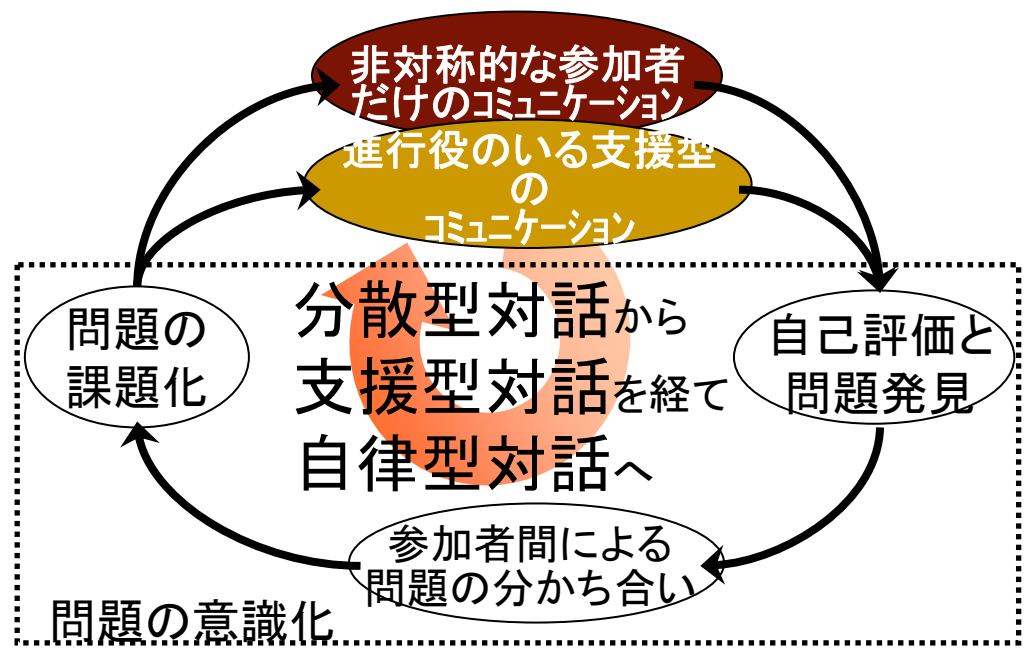 非対称的な参加者
だけのｺﾐｭﾆｹｰｼｮﾝ
進行役のいる支援型
の
ｺﾐｭﾆｹｰｼｮﾝ
問題の
課題化
分散型対話から
支援型対話を経て
自律型対話へ
自己評価と
問題発見
参加者間による
問題の分かち合い
問題の意識化